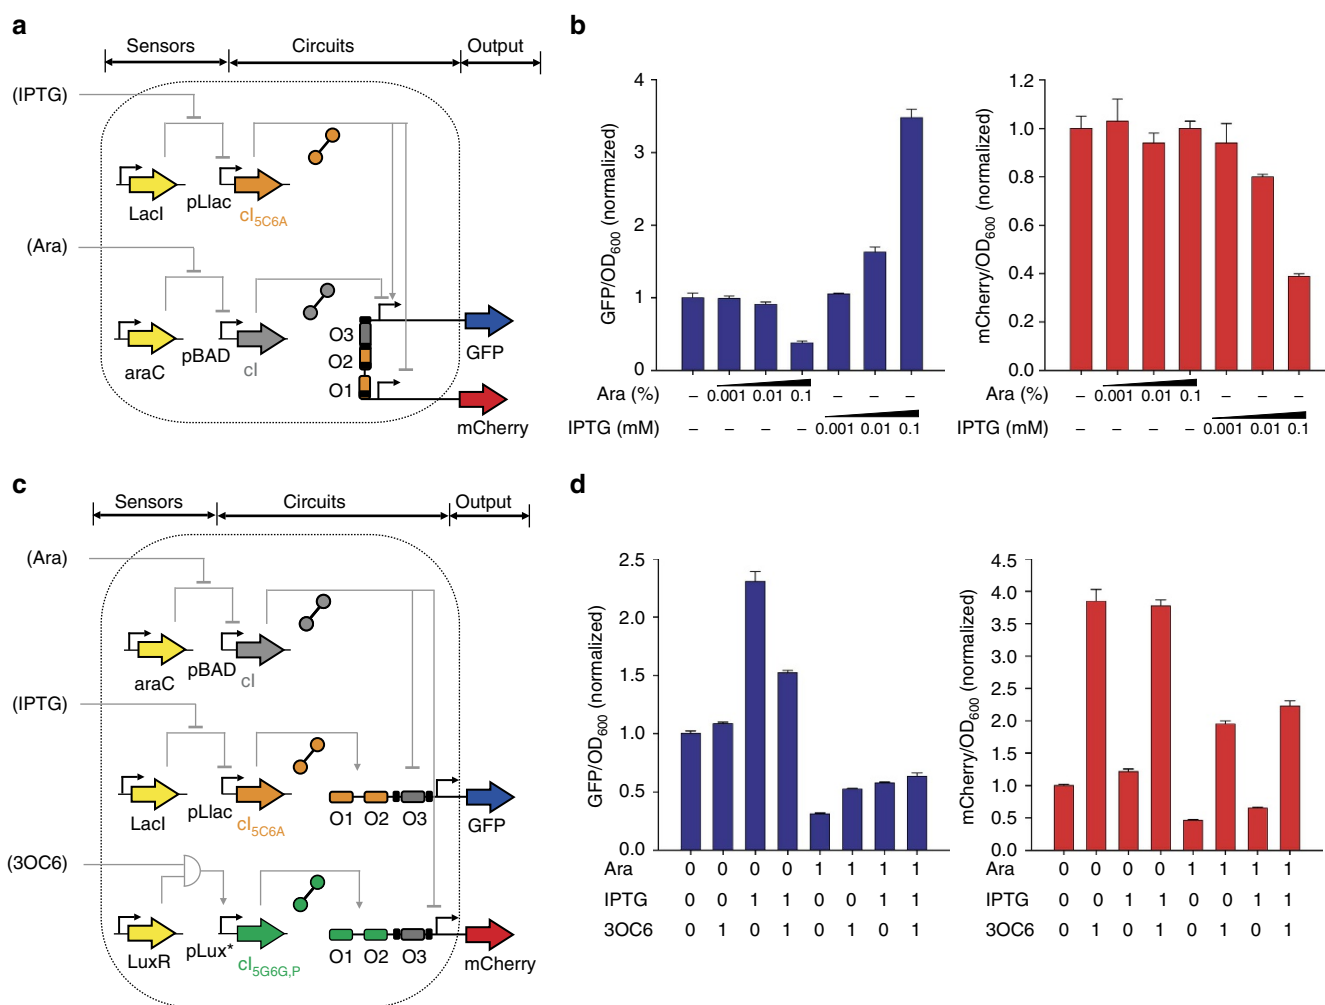 a
Sensors Circuits Output
(IPTG)
LacI pLlac cI5C6A
(Ara)
araC pBAD cI
O3
O2
O1
GFP
mCherry
b
GFP/OD600 (normalized)
4
3
2
1
0
Ara (%) – 0.001 0.01 0.1 – – –
IPTG (mM) – – – – 0.001 0.01 0.1
mCherry/OD600 (normalized)
1.2
1.0
0.8
0.6
0.4
0.2
0.0
Ara (%) – 0.001 0.01 0.1 – – –
IPTG (mM) – – – – 0.001 0.01 0.1
c
Sensors Circuits Output
(Ara)
araC pBAD cI
(IPTG)
LacI pLlac cI5C6A
O1 O2 O3
GFP
(3OC6)
LuxR pLux* cI5G6G,P
O1 O2 O3
mCherry
d
GFP/OD600 (normalized)
2.5
2.0
1.5
1.0
0.5
0.0
Ara 0 0 0 0 1 1 1 1
IPTG 0 0 1 1 0 0 1 1
3OC6 0 1 0 1 0 1 0 1
mCherry/OD600 (normalized)
4.5
4.0
3.5
3.0
2.5
2.0
1.5
1.0
0.5
0.0
Ara 0 0 0 0 1 1 1 1
IPTG 0 0 1 1 0 0 1 1
3OC6 0 1 0 1 0 1 0 1